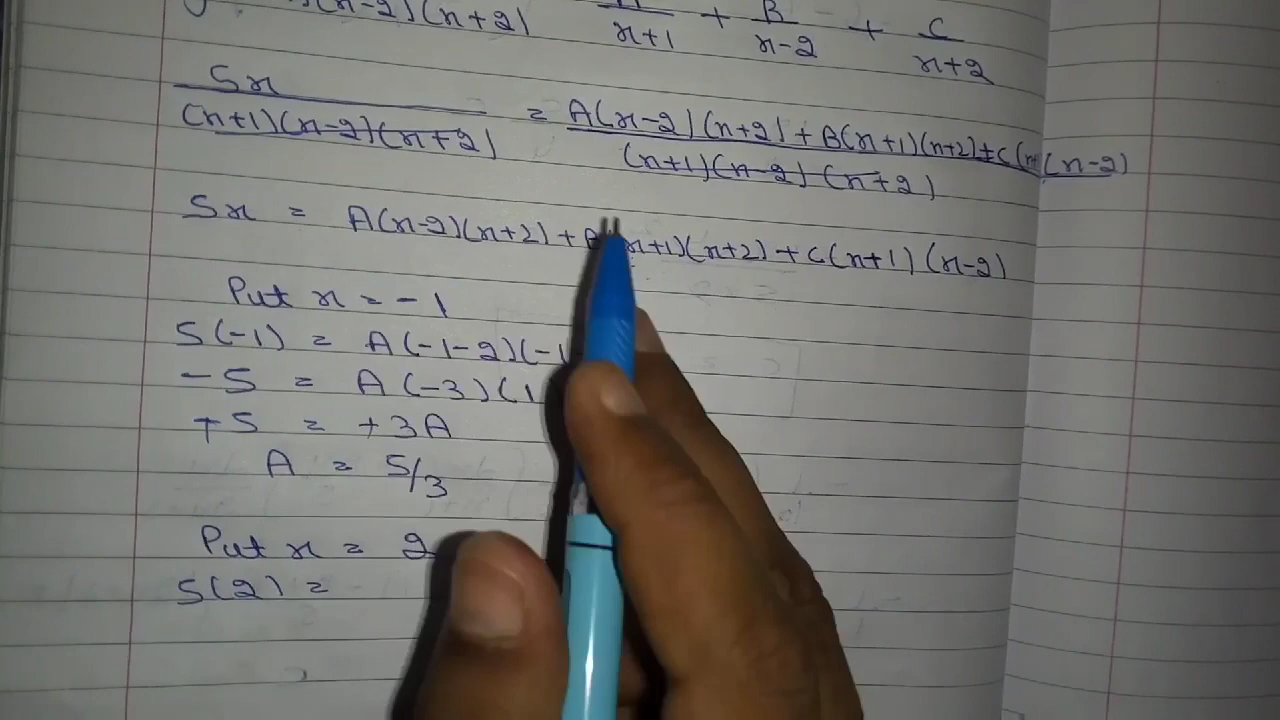 (x-2)(x+2) A/x+1 + B/x-2 + C/x+2
5x/(x+1)(x-2)(x+2) = A(x-2)(x+2)+B(x+1)(x+2)+C(x+1)(x-2)/(x+1)(x-2)(x+2)
5x = A(x-2)(x+2)+B(x+1)(x+2)+C(x+1)(x-2)
Put x = -1
5(-1) = A(-1-2)(-1
-5 = A(-3)(1
+5 = +3A
A = 5/3
Put x = 2
5(2) =